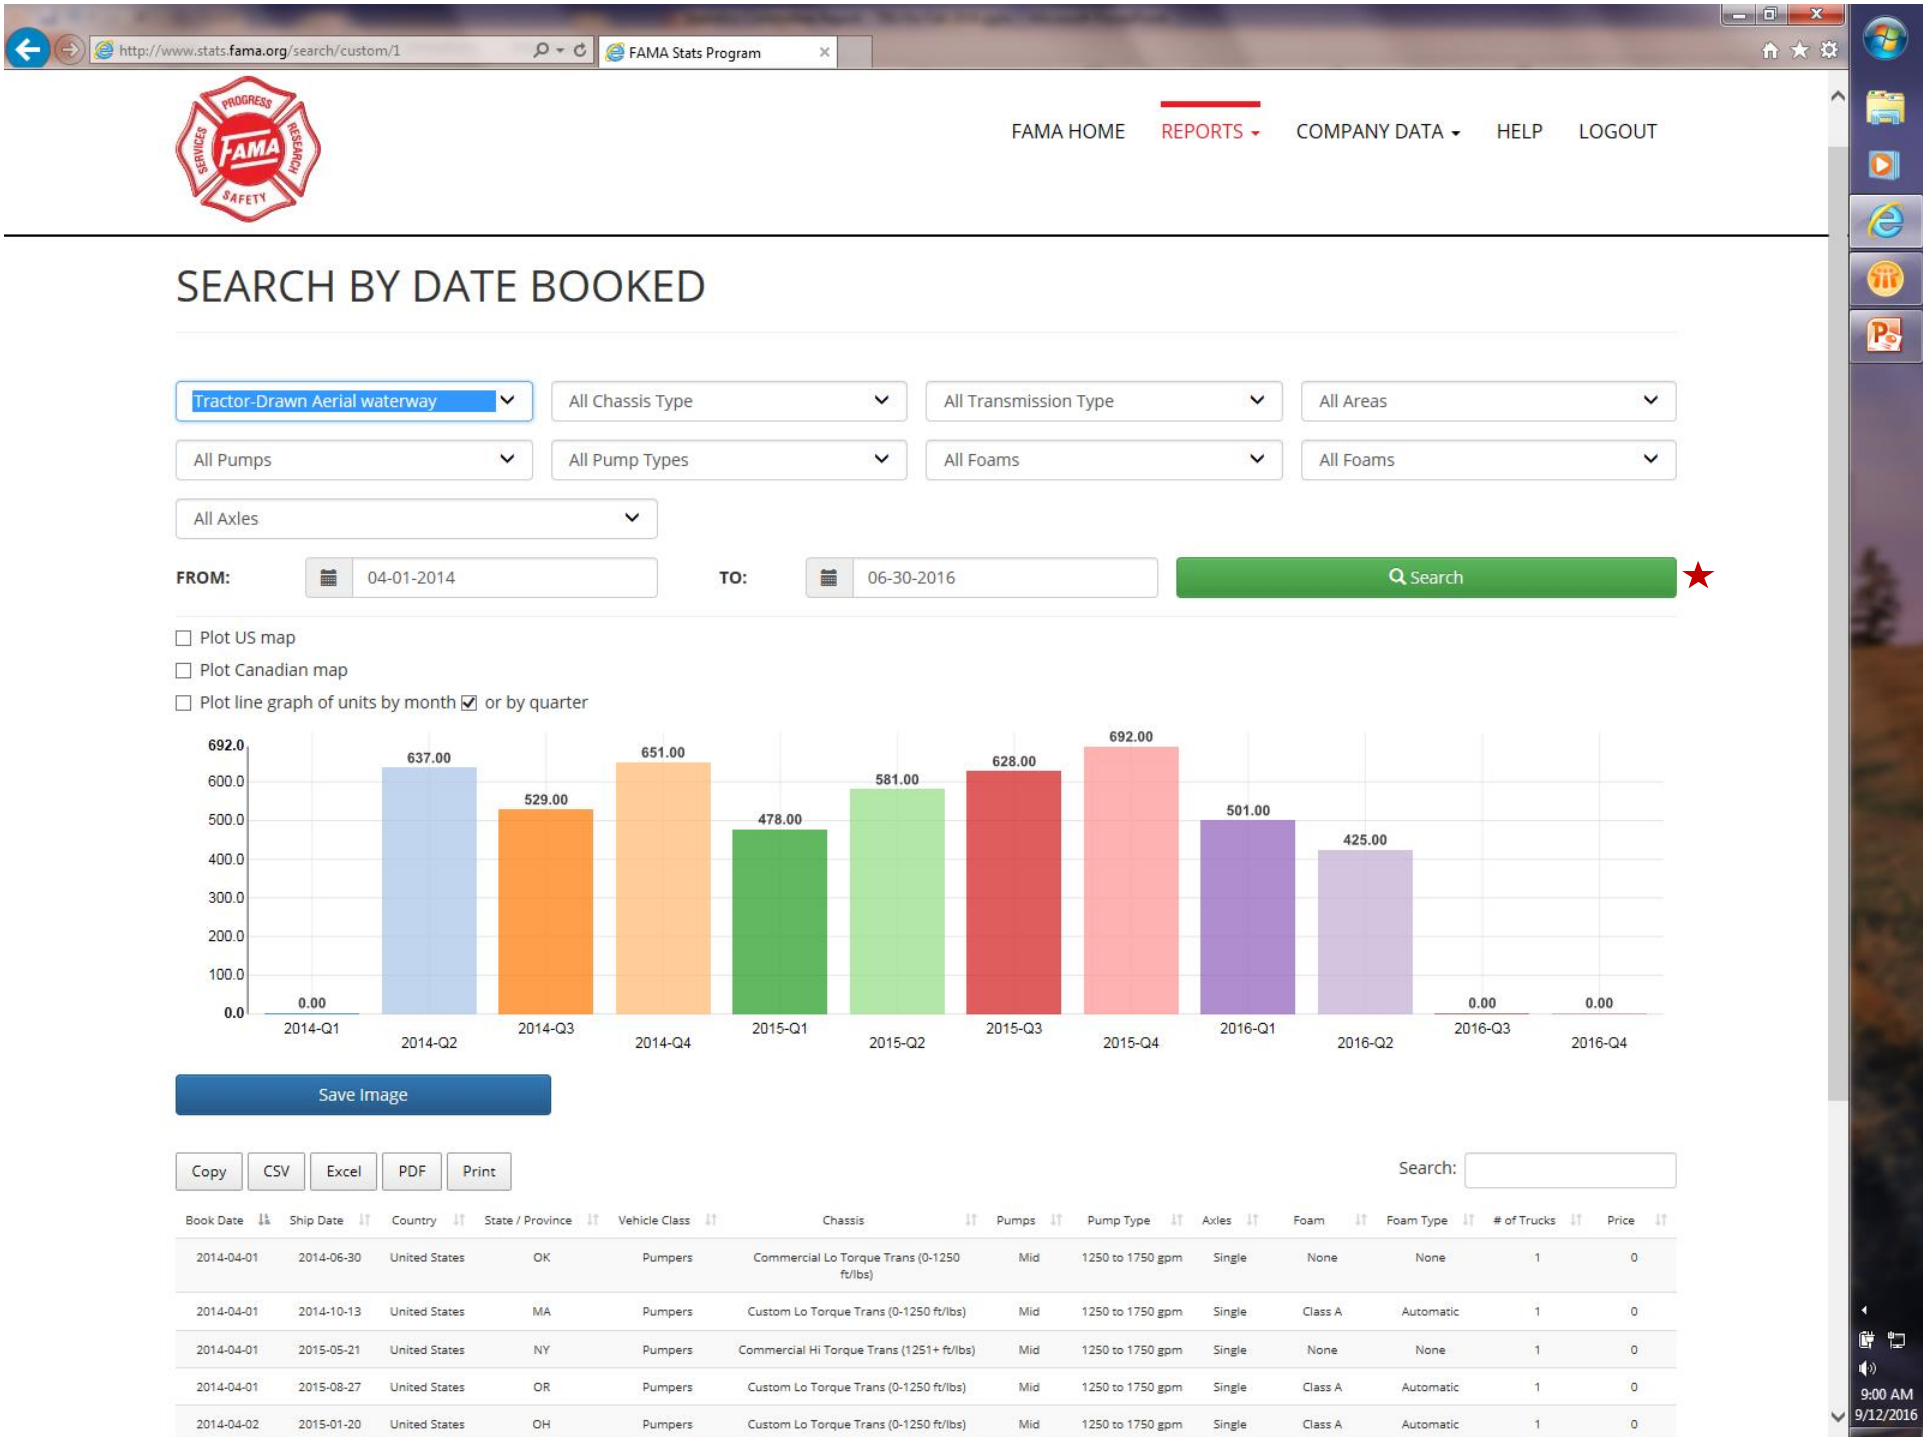 http://www.stats.fama.org/search/custom/1
FAMA Stats Program
PROGRESS
SERVICES
RESEARCH
FAMA
SAFETY
FAMA HOME REPORTS COMPANY DATA HELP LOGOUT
SEARCH BY DATE BOOKED
Tractor-Drawn Aerial waterway All Chassis Type All Transmission Type All Areas
All Pumps All Pump Types All Foams All Foams
All Axles
FROM: 04-01-2014 TO: 06-30-2016 Search
Plot US map
Plot Canadian map
Plot line graph of units by month or by quarter
692.0
600.0
500.0
400.0
300.0
200.0
100.0
0.0
0.00 637.00 529.00 651.00 478.00 581.00 628.00 692.00 501.00 425.00 0.00 0.00
2014-Q1 2014-Q2 2014-Q3 2014-Q4 2015-Q1 2015-Q2 2015-Q3 2015-Q4 2016-Q1 2016-Q2 2016-Q3 2016-Q4
Save Image
Copy CSV Excel PDF Print Search:
Book Date Ship Date Country State / Province Vehicle Class Chassis Pumps Pump Type Axles Foam Foam Type # of Trucks Price
2014-04-01 2014-06-30 United States OK Pumpers Commercial Lo Torque Trans (0-1250 Mid 1250 to 1750 gpm Single None None 1 0
ft/lbs)
2014-04-01 2014-10-13 United States MA Pumpers Custom Lo Torque Trans (0-1250 ft/lbs) Mid 1250 to 1750 gpm Single Class A Automatic 1 0
2014-04-01 2015-05-21 United States NY Pumpers Commercial Hi Torque Trans (1251+ ft/lbs) Mid 1250 to 1750 gpm Single None None 1 0
2014-04-01 2015-08-27 United States OR Pumpers Custom Lo Torque Trans (0-1250 ft/lbs) Mid 1250 to 1750 gpm Single Class A Automatic 1 0
2014-04-02 2015-01-20 United States OH Pumpers Custom Lo Torque Trans (0-1250 ft/lbs) Mid 1250 to 1750 gpm Single Class A Automatic 1 0
9:00 AM
9/12/2016